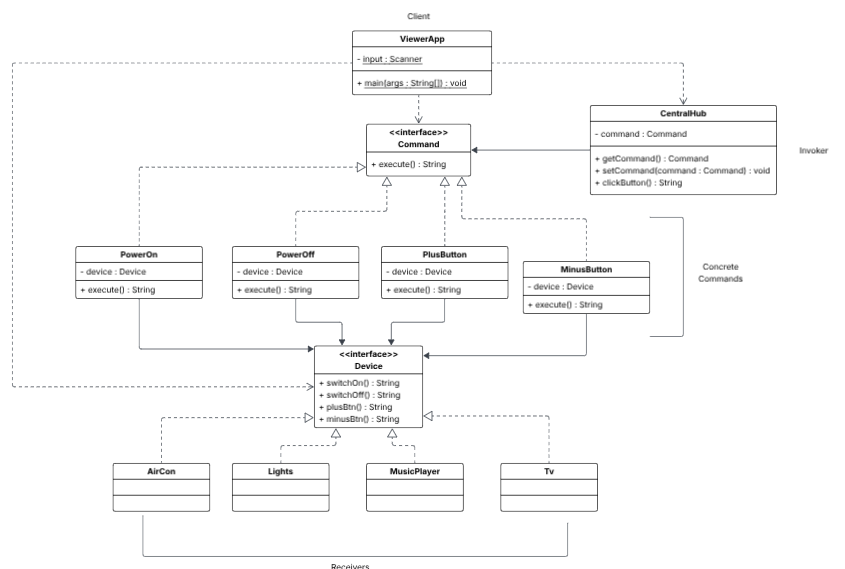 Client
ViewerApp
- input : Scanner
+ main(args : String[]) : void
<<interface>>
Command
+ execute() : String
CentralHub
- command : Command
+ getCommand() : Command
+ setCommand(command : Command) : void
+ clickButton() : String
Invoker
PowerOn
- device : Device
+ execute() : String
PowerOff
- device : Device
+ execute() : String
PlusButton
- device : Device
+ execute() : String
MinusButton
- device : Device
+ execute() : String
Concrete
Commands
<<interface>>
Device
+ switchOn() : String
+ switchOff() : String
+ plusBtn() : String
+ minusBtn() : String
AirCon
Lights
MusicPlayer
Tv
Receivers